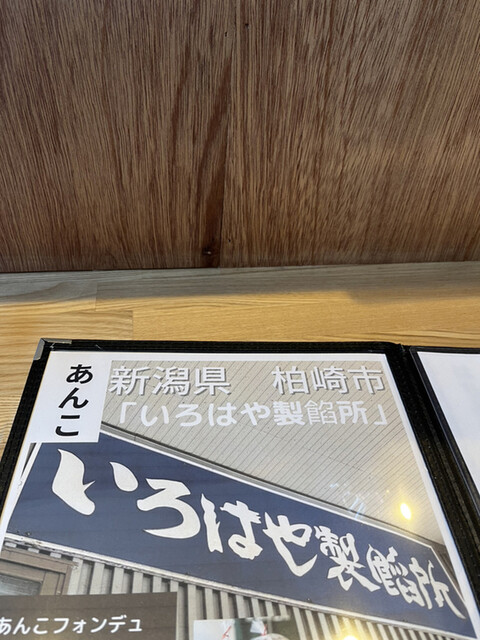 あんこ
新潟県 柏崎市
「いろはや製餡所」
いろはや製餡所
あんこフォンデュ